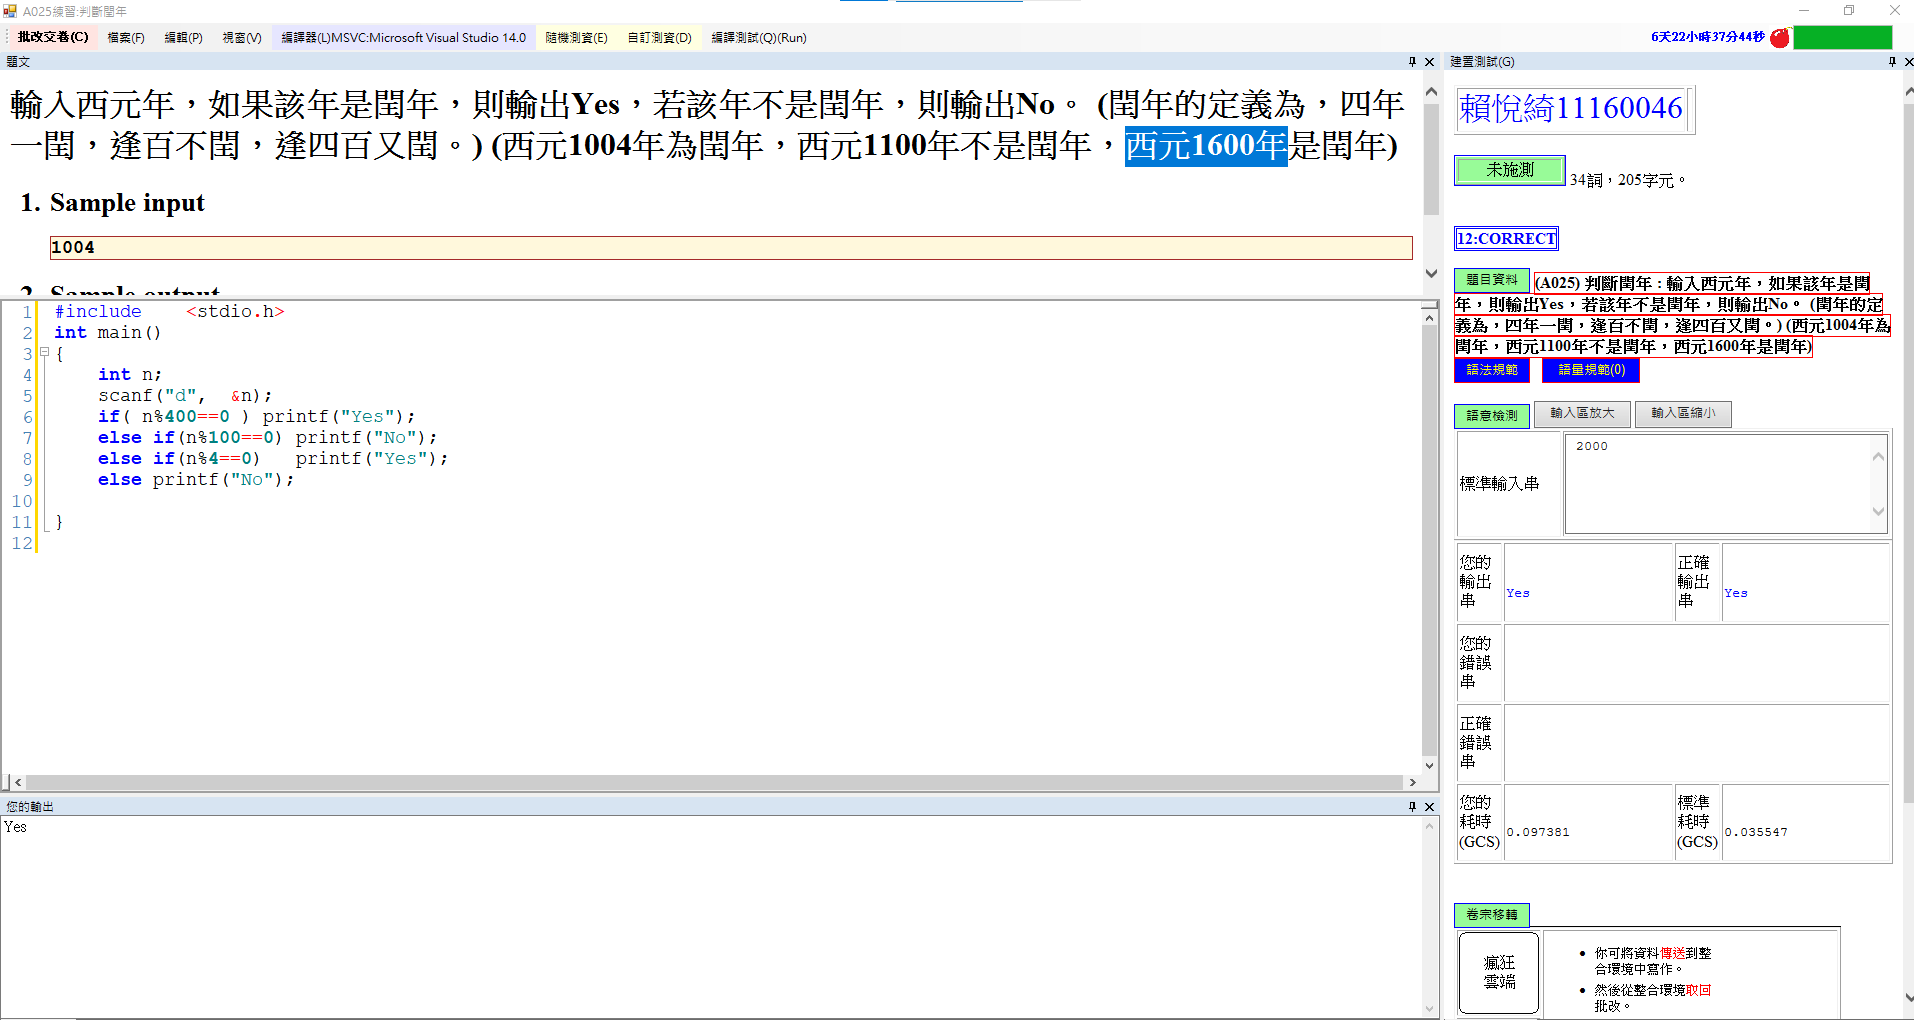 A025練習:判斷閏年
批改交卷(C) 檔案(F) 編輯(P) 視窗(V) 編譯器(L)MSVC:Microsoft Visual Studio 14.0 隨機測資(E) 自訂測資(D) 編譯測試(Q)(Run)
6天22小時37分44秒
題文
輸入西元年，如果該年是閏年，則輸出Yes，若該年不是閏年，則輸出No。 (閏年的定義為，四年
一閏，逢百不閏，逢四百又閏。) (西元1004年為閏年，西元1100年不是閏年，西元1600年是閏年)
1. Sample input
1004
2. Sample output
1 #include    <stdio.h>
2 int main()
3 {
4     int n;
5     scanf("d",  &n);
6     if( n%400==0 ) printf("Yes");
7     else if(n%100==0) printf("No");
8     else if(n%4==0)   printf("Yes");
9     else printf("No");
10
11 }
12
您的輸出
Yes
建置測試(G)
賴悅綺11160046
未施測 34詞，205字元。
12:CORRECT
題目資料 (A025) 判斷閏年 : 輸入西元年，如果該年是閏
年，則輸出Yes，若該年不是閏年，則輸出No。 (閏年的定
義為，四年一閏，逢百不閏，逢四百又閏。) (西元1004年為
閏年，西元1100年不是閏年，西元1600年是閏年)
語法規範 語量規範(0)
語意檢測 輸入區放大 輸入區縮小
標準輸入串 2000
您的輸出串 Yes 正確輸出串 Yes
您的錯誤串
正確錯誤串
您的耗時(GCS) 0.097381 標準耗時(GCS) 0.035547
卷宗移轉
瘋狂雲端
• 你可將資料傳送到整
合環境中寫作。
• 然後從整合環境取回
批改。